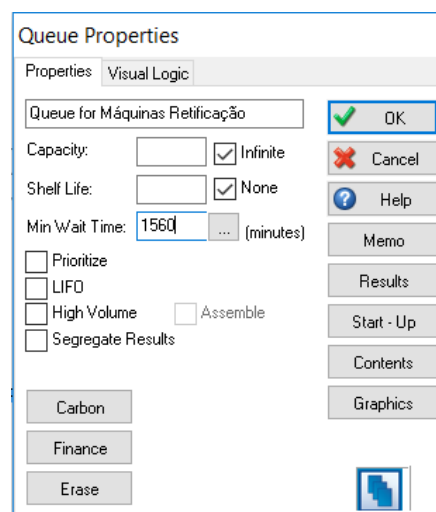 Queue Properties
Properties Visual Logic
Queue for Máquinas Retificação
OK
Capacity: Infinite
Cancel
Shelf Life: None
Help
Min Wait Time: 1560 ... (minutes)
Memo
Prioritize
LIFO
Results
High Volume Assemble
Start - Up
Segregate Results
Contents
Carbon
Graphics
Finance
Erase